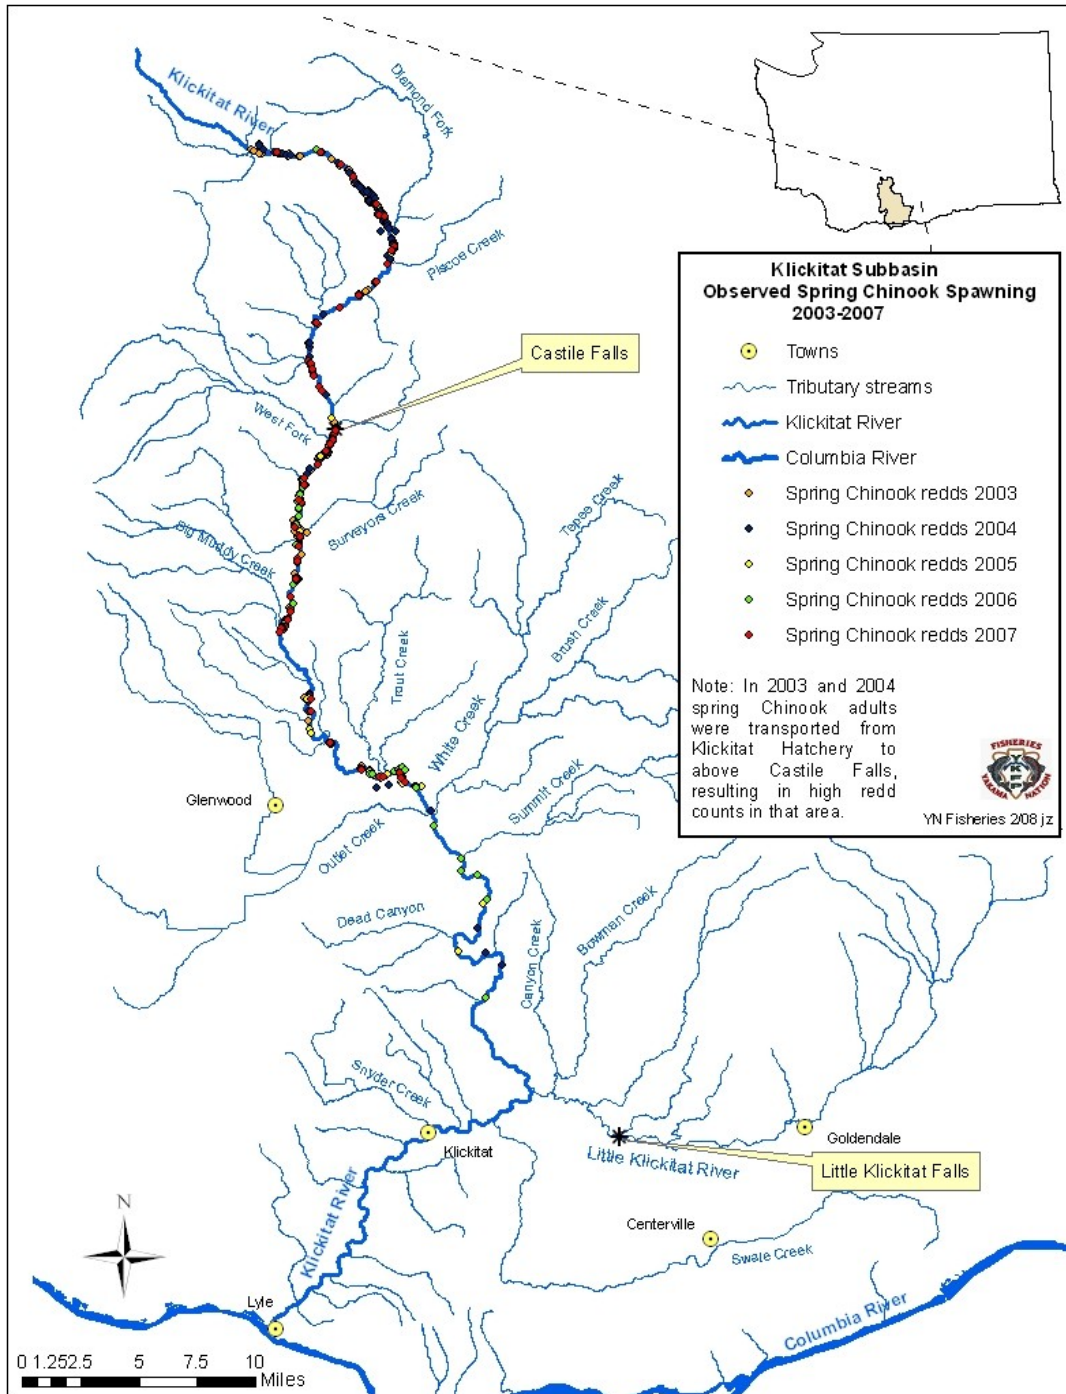 Klickitat River
Diamond Fork
Piscoe Creek
Klickitat Subbasin
Observed Spring Chinook Spawning
2003-2007
Towns
Tributary streams
Klickitat River
Columbia River
Spring Chinook redds 2003
Spring Chinook redds 2004
Spring Chinook redds 2005
Spring Chinook redds 2006
Spring Chinook redds 2007
Note: In 2003 and 2004
spring Chinook adults
were transported from
Klickitat Hatchery to
above Castile Falls,
resulting in high redd
counts in that area.
FISHERIES
YKFP
YAKAMA NATION
YN Fisheries 2/08 jz
Castile Falls
West Fork
Surveyors Creek
Tepee Creek
Big Muddy Creek
Brush Creek
Trout Creek
White Creek
Summit Creek
Glenwood
Outlet Creek
Dead Canyon
Canyon Creek
Bowman Creek
Snyder Creek
Klickitat
Goldendale
Little Klickitat River
Little Klickitat Falls
Klickitat River
Centerville
Swale Creek
N
Lyle
Columbia River
0 1.252.5 5 7.5 10
Miles